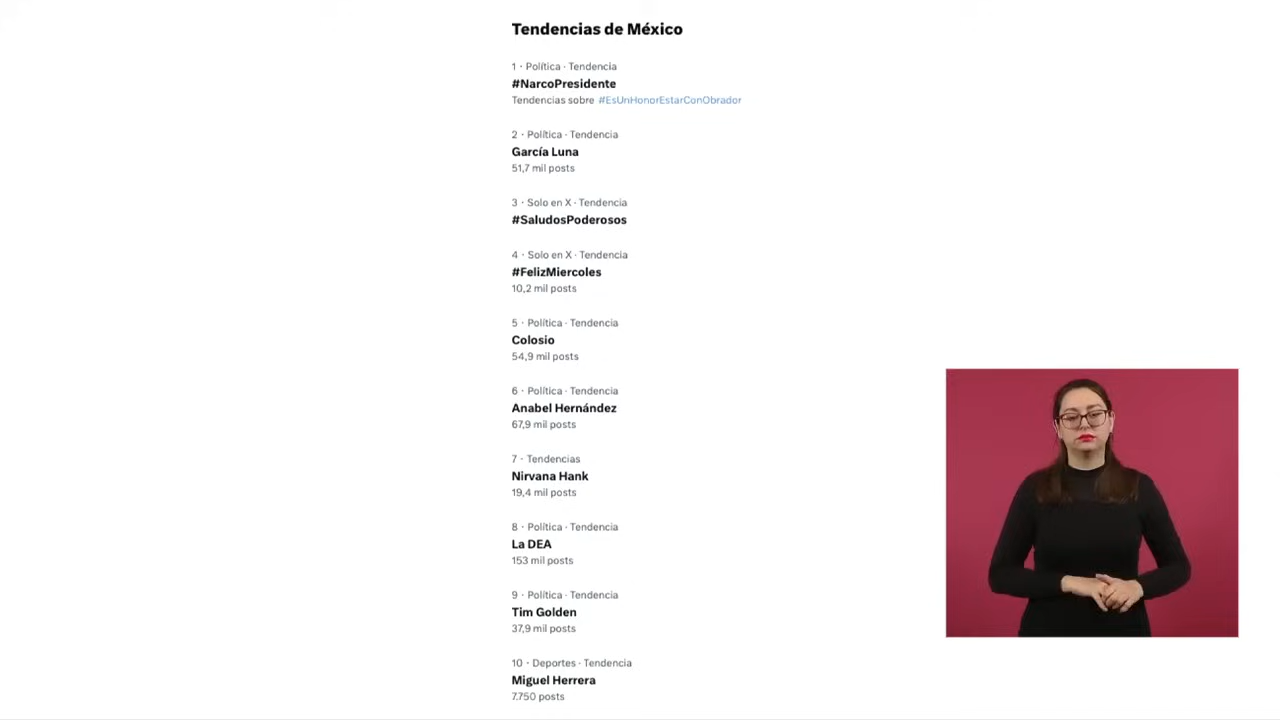 Tendencias de México
1 · Política · Tendencia
#NarcoPresidente
Tendencias sobre #EsUnHonorEstarConObrador
2 · Política · Tendencia
García Luna
51,7 mil posts
3 · Solo en X · Tendencia
#SaludosPoderosos
4 · Solo en X · Tendencia
#FelizMiercoles
10,2 mil posts
5 · Política · Tendencia
Colosio
54,9 mil posts
6 · Política · Tendencia
Anabel Hernández
67,9 mil posts
7 · Tendencias
Nirvana Hank
19,4 mil posts
8 · Política · Tendencia
La DEA
153 mil posts
9 · Política · Tendencia
Tim Golden
37,9 mil posts
10 · Deportes · Tendencia
Miguel Herrera
7.750 posts